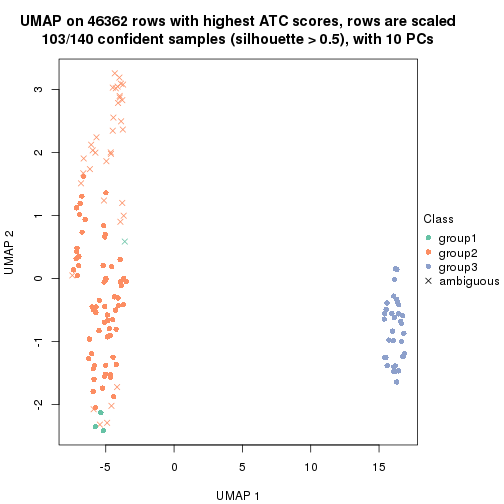 UMAP on 46362 rows with highest ATC scores, rows are scaled
103/140 confident samples (silhouette > 0.5), with 10 PCs
3
2
1
0
-1
-2
UMAP 2
-5
0
5
10
15
UMAP 1
Class
group1
group2
group3
ambiguous